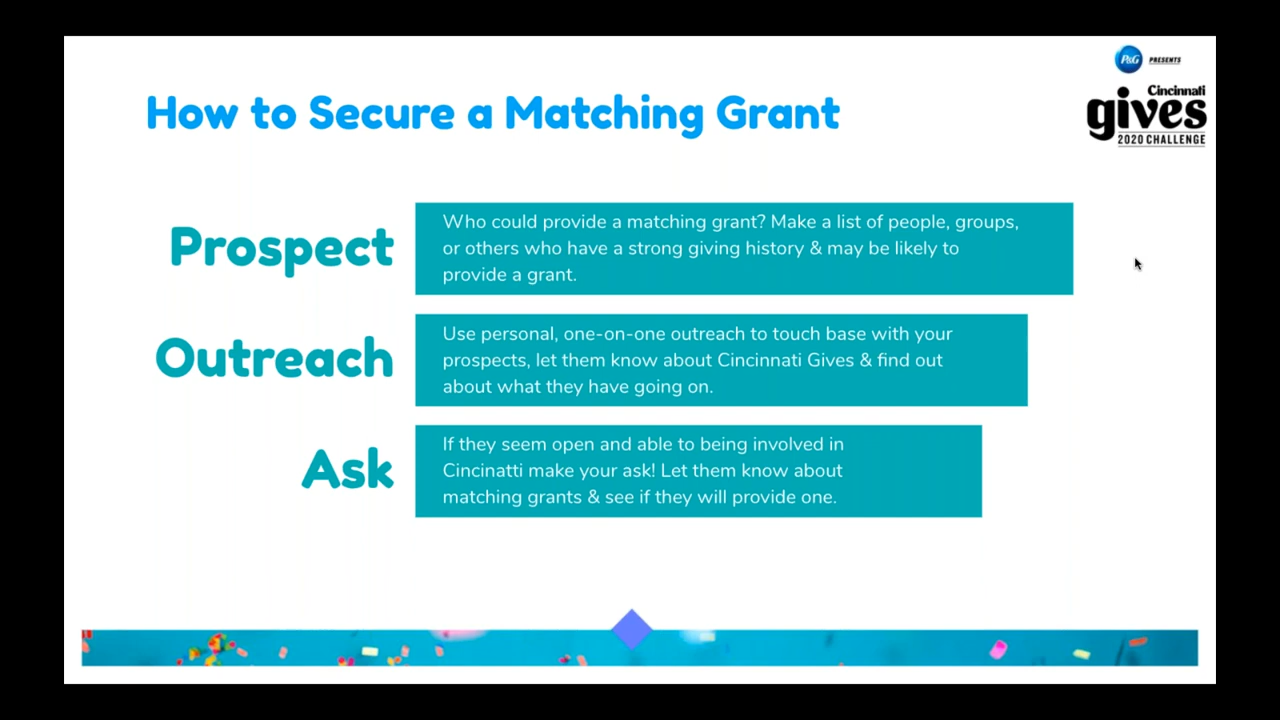 P&G PRESENTS
Cincinnati
gives
2020 CHALLENGE
How to Secure a Matching Grant
Prospect
Who could provide a matching grant? Make a list of people, groups,
or others who have a strong giving history & may be likely to
provide a grant.
Outreach
Use personal, one-on-one outreach to touch base with your
prospects, let them know about Cincinnati Gives & find out
about what they have going on.
Ask
If they seem open and able to being involved in
Cincinatti make your ask! Let them know about
matching grants & see if they will provide one.